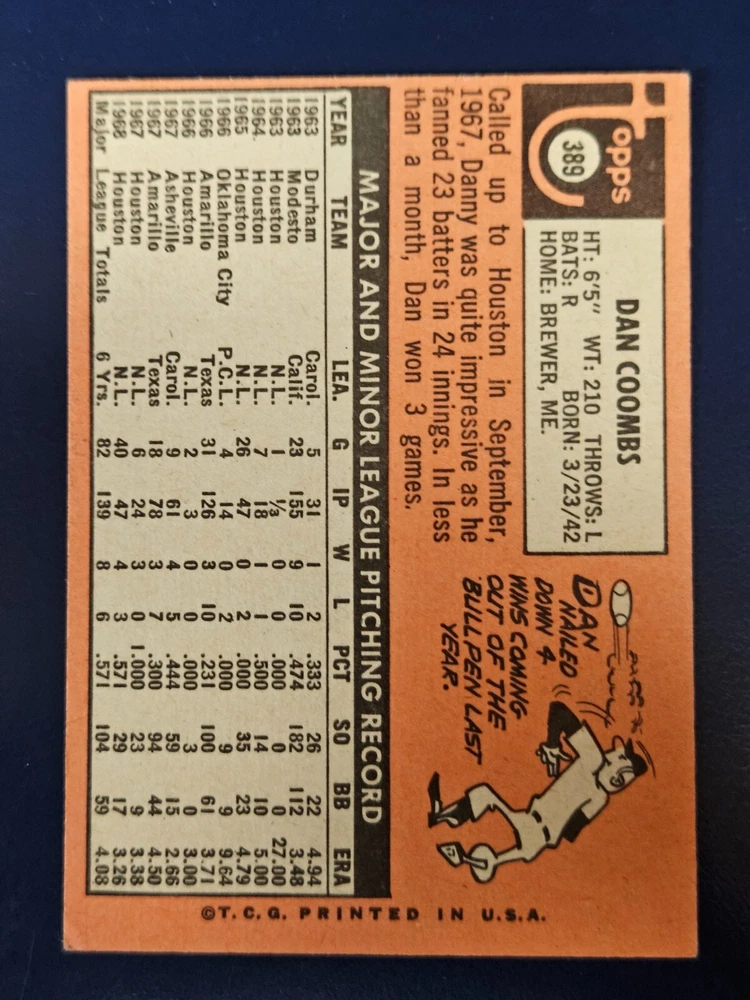 topps
389
DAN COOMBS
HT: 6'5" WT: 210 THROWS: L
BATS: R BORN: 3/23/42
HOME: BREWER, ME.
Called up to Houston in September,
1967, Danny was quite impressive as he
fanned 23 batters in 24 innings. In less
than a month, Dan won 3 games.
DAN
NAILED
DOWN 4
WINS COMING
OUT OF THE
BULLPEN LAST
YEAR.
MAJOR AND MINOR LEAGUE PITCHING RECORD
YEAR TEAM LEA. G IP W L PCT SO BB ERA
1963 Durham Carol. 5 31 1 2 .333 26 22 4.94
1963 Modesto Calif. 23 155 9 10 .474 182 112 3.48
1963 Houston N.L. 1 ⅓ 0 0 .000 0 0 27.00
1964 Houston N.L. 7 18 1 1 .500 14 10 5.00
1965 Houston N.L. 26 47 0 2 .000 35 23 4.79
1966 Oklahoma City P.C.L. 4 14 0 2 .000 9 9 9.64
1966 Amarillo Texas 31 126 3 10 .231 100 61 3.71
1966 Houston N.L. 2 3 0 0 .000 3 0 3.00
1967 Asheville Carol. 9 61 4 5 .444 59 15 2.66
1967 Amarillo Texas 18 78 3 7 .300 94 44 4.50
1967 Houston N.L. 6 24 3 0 1.000 23 9 3.38
1968 Houston N.L. 40 47 4 3 .571 29 17 3.26
Major League Totals 6 Yrs. 82 139 8 6 .571 104 59 4.08
©T.C.G. PRINTED IN U.S.A.